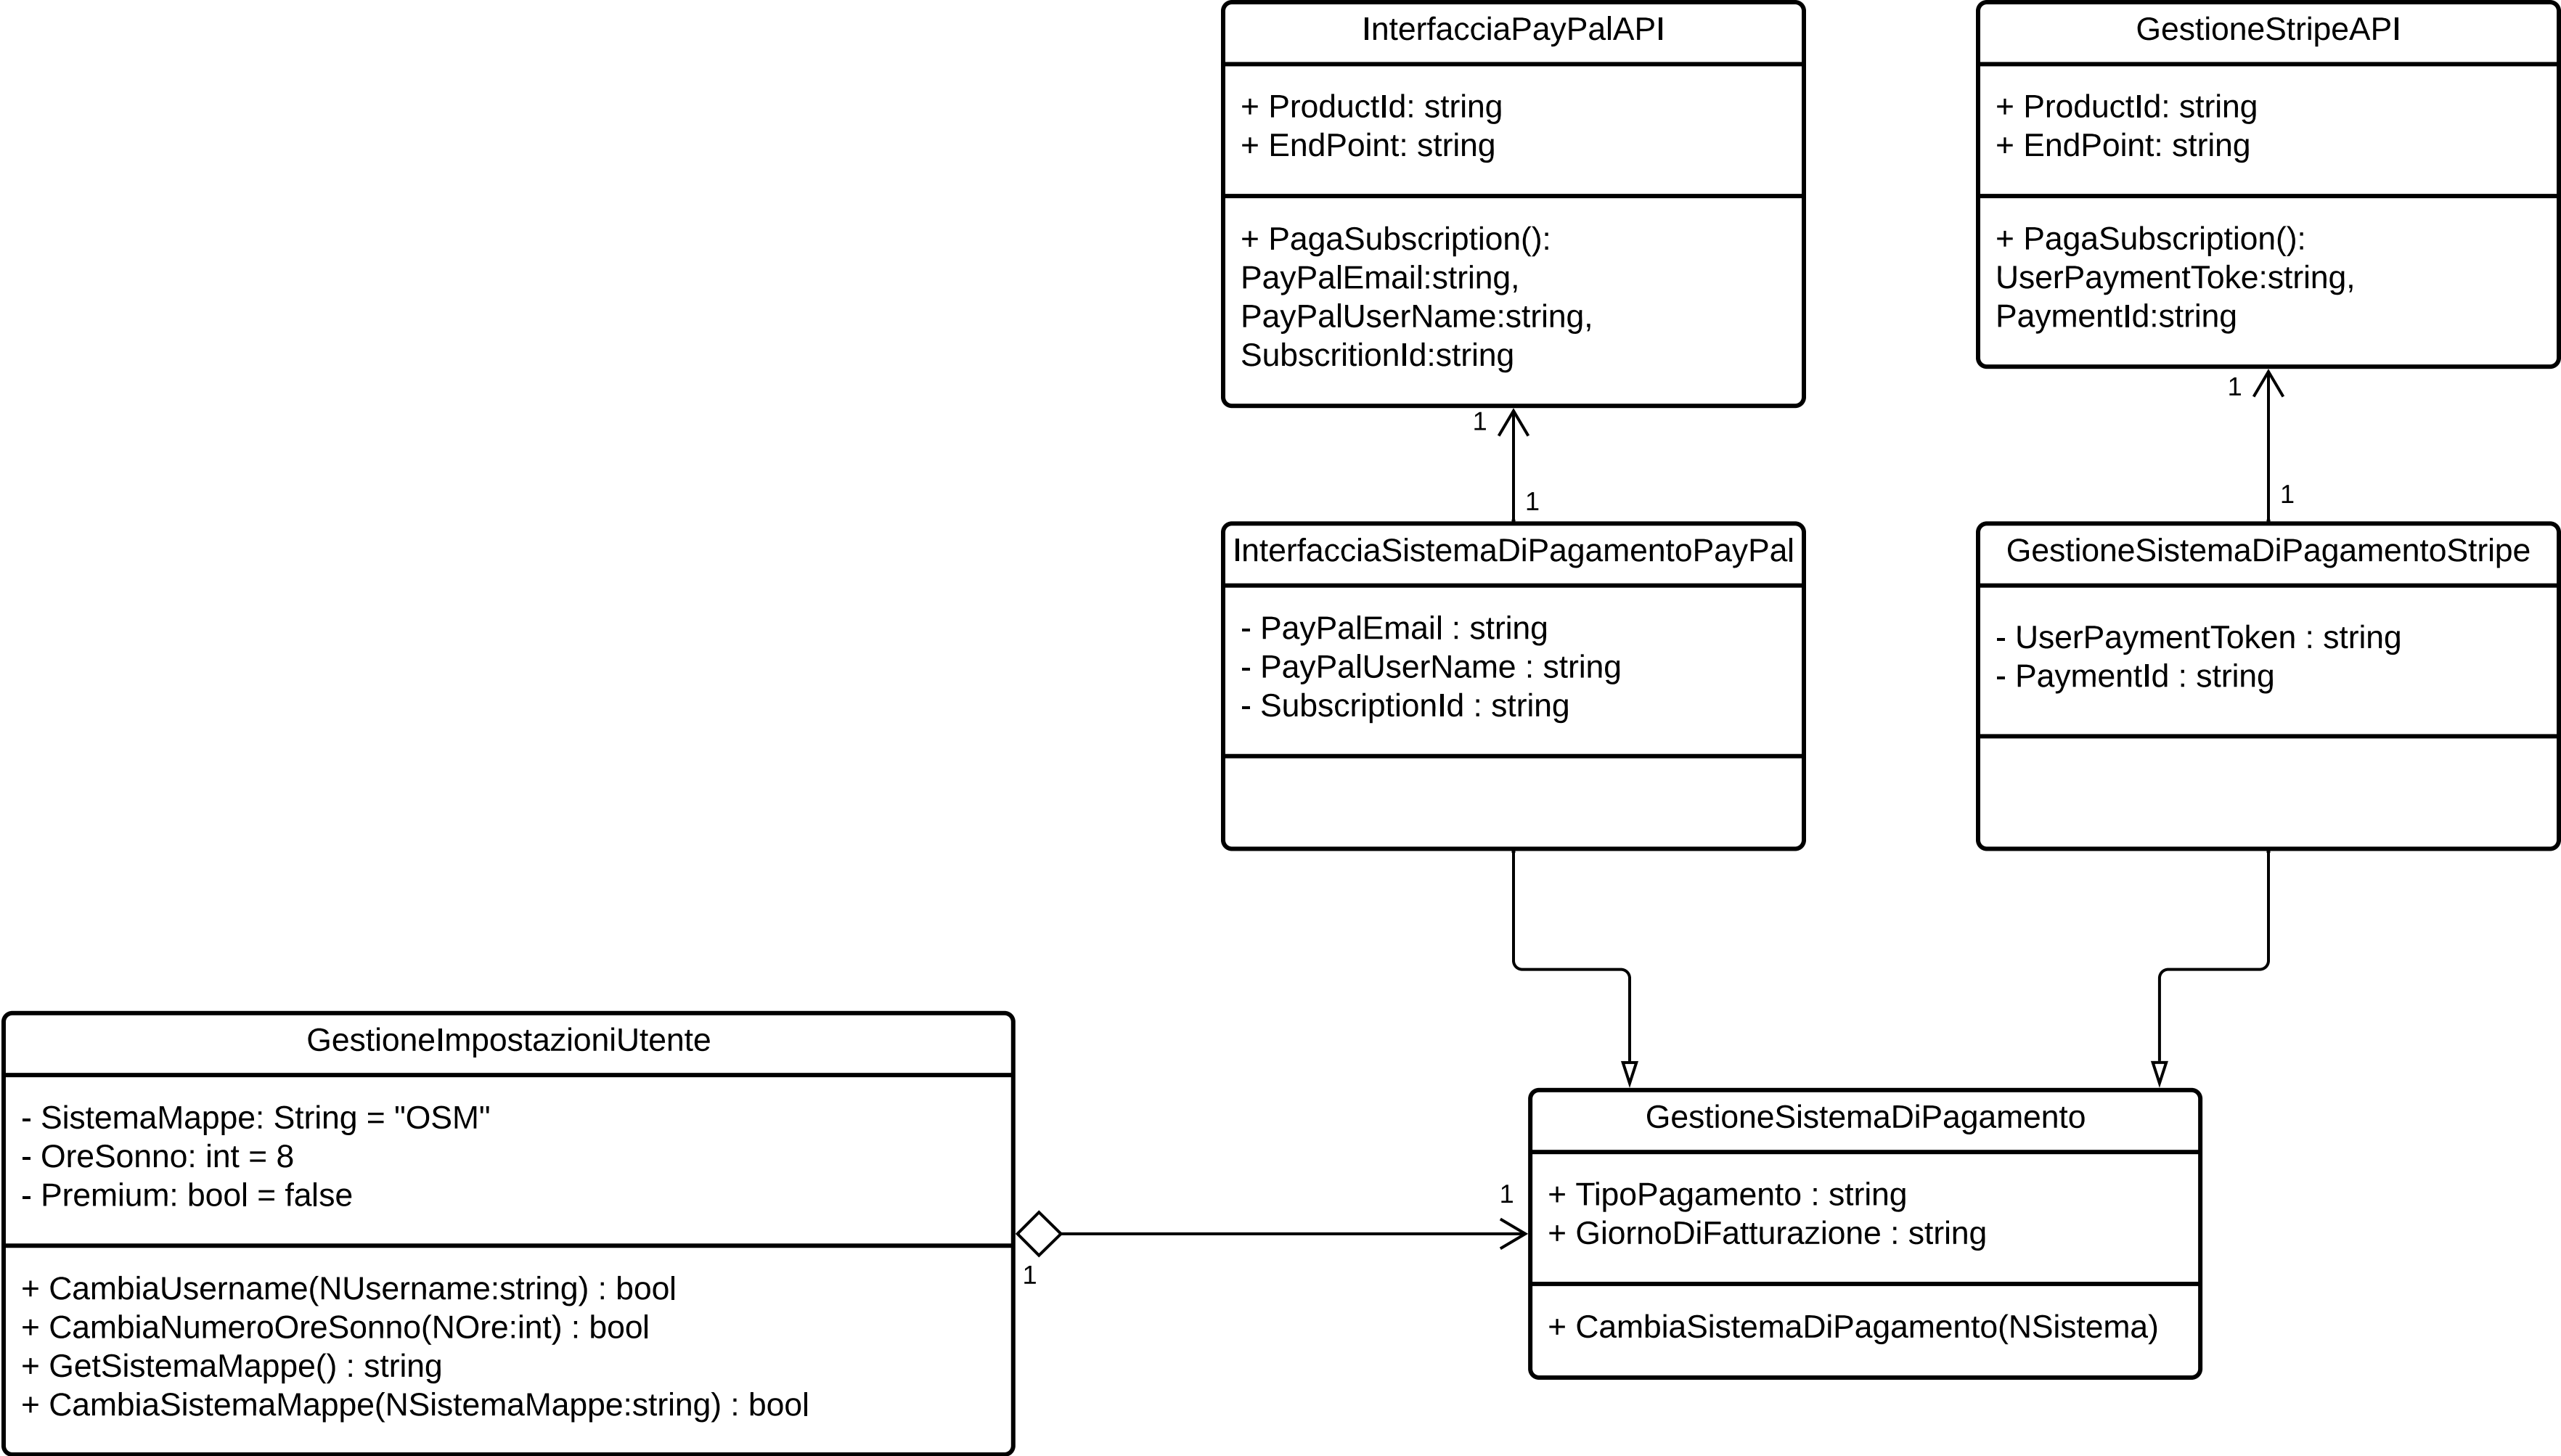 InterfacciaPayPalAPI
+ ProductId: string
+ EndPoint: string
+ PagaSubscription():
PayPalEmail:string,
PayPalUserName:string,
SubscritionId:string
GestioneStripeAPI
+ ProductId: string
+ EndPoint: string
+ PagaSubscription():
UserPaymentToke:string,
PaymentId:string
1
1
1
1
InterfacciaSistemaDiPagamentoPayPal
- PayPalEmail : string
- PayPalUserName : string
- SubscriptionId : string
GestioneSistemaDiPagamentoStripe
- UserPaymentToken : string
- PaymentId : string
GestioneImpostazioniUtente
- SistemaMappe: String = "OSM"
- OreSonno: int = 8
- Premium: bool = false
+ CambiaUsername(NUsername:string) : bool
+ CambiaNumeroOreSonno(NOre:int) : bool
+ GetSistemaMappe() : string
+ CambiaSistemaMappe(NSistemaMappe:string) : bool
1
1
GestioneSistemaDiPagamento
+ TipoPagamento : string
+ GiornoDiFatturazione : string
+ CambiaSistemaDiPagamento(NSistema)